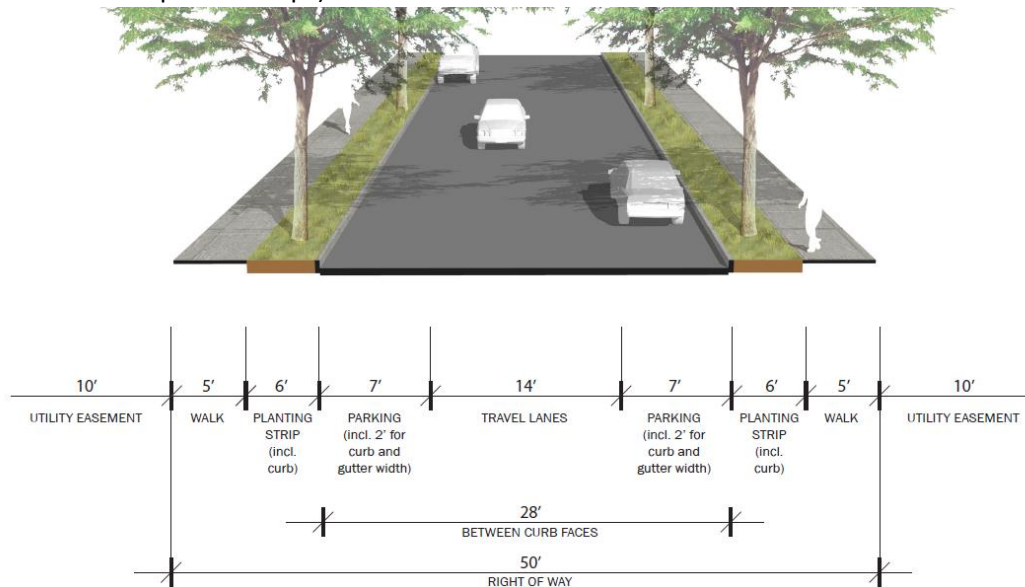 10' 5' 6' 7' 14' 7' 6' 5' 10'
UTILITY EASEMENT WALK PLANTING PARKING TRAVEL LANES PARKING PLANTING WALK UTILITY EASEMENT
STRIP (incl. 2' for (incl. 2' for STRIP
(incl. curb and curb and (incl.
curb) gutter width) gutter width) curb)
28'
BETWEEN CURB FACES
50'
RIGHT OF WAY